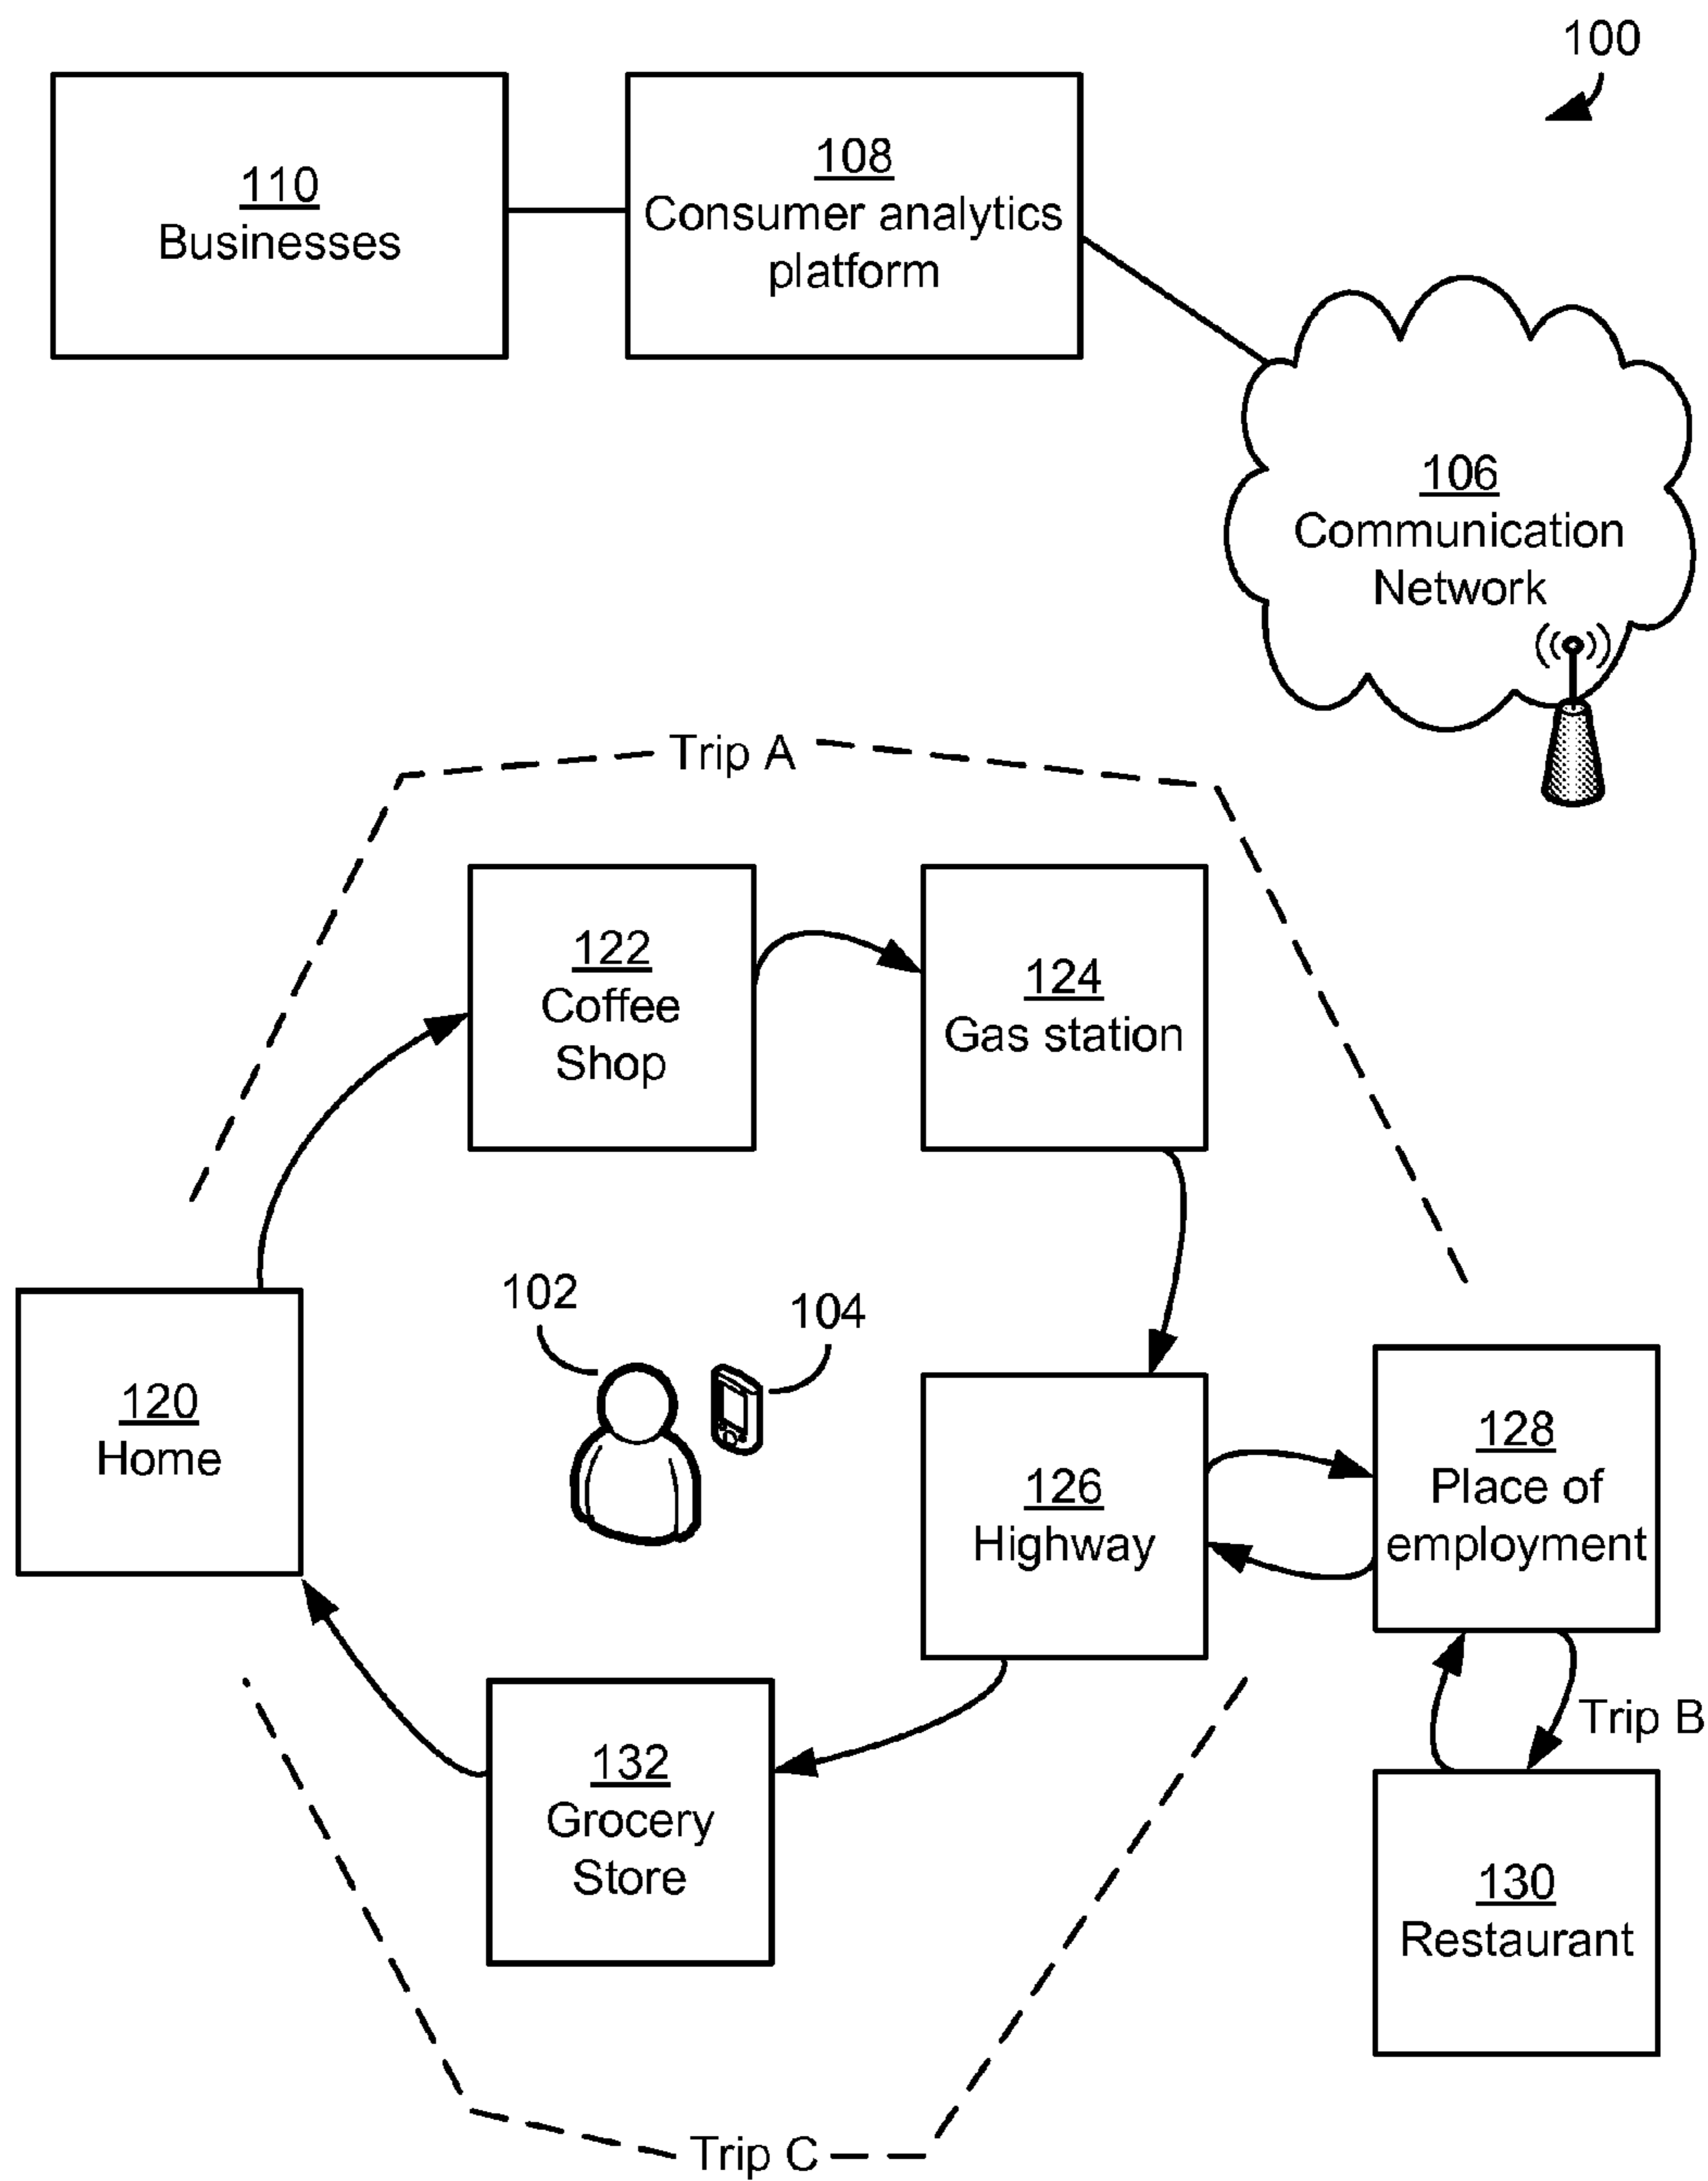 100
110
Businesses
108
Consumer analytics
platform
106
Communication
Network
Trip A
122
Coffee
Shop
124
Gas station
102
104
120
Home
126
Highway
128
Place of
employment
Trip B
132
Grocery
Store
130
Restaurant
Trip C